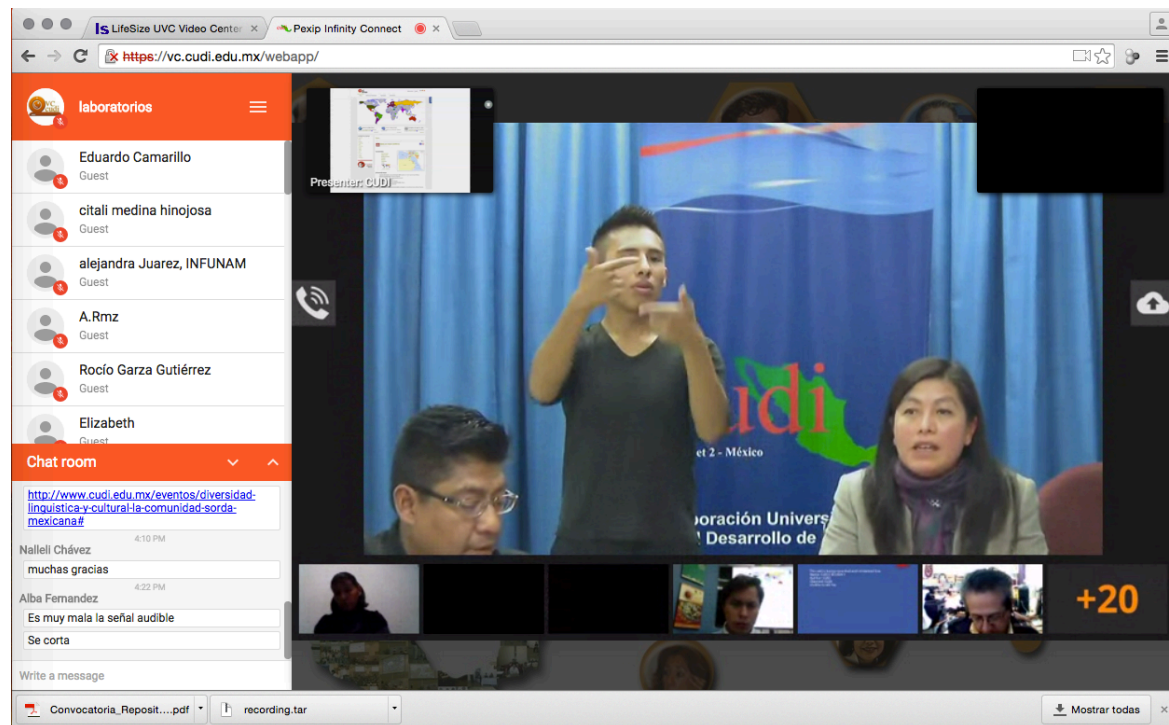 LifeSize UVC Video Center
Pexip Infinity Connect
https://vc.cudi.edu.mx/webapp/
laboratorios
Eduardo Camarillo
Guest
citali medina hinojosa
Guest
alejandra Juarez, INFUNAM
Guest
A.Rmz
Guest
Rocío Garza Gutiérrez
Guest
Elizabeth
Guest
Chat room
http://www.cudi.edu.mx/eventos/diversidad-
linguistica-y-cultural-la-comunidad-sorda-
mexicana#
4:10 PM
Nalleli Chávez
muchas gracias
4:22 PM
Alba Fernandez
Es muy mala la señal audible
Se corta
Write a message
Presenter: CUDI
udi
et 2 - México
oración Univers
l Desarrollo de
+20
Convocatoria_Reposit....pdf
recording.tar
Mostrar todas